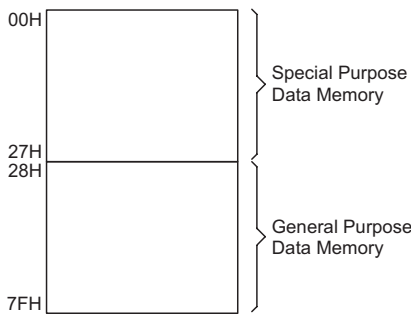 00H
Special Purpose
Data Memory
27H
28H
General Purpose
Data Memory
7FH